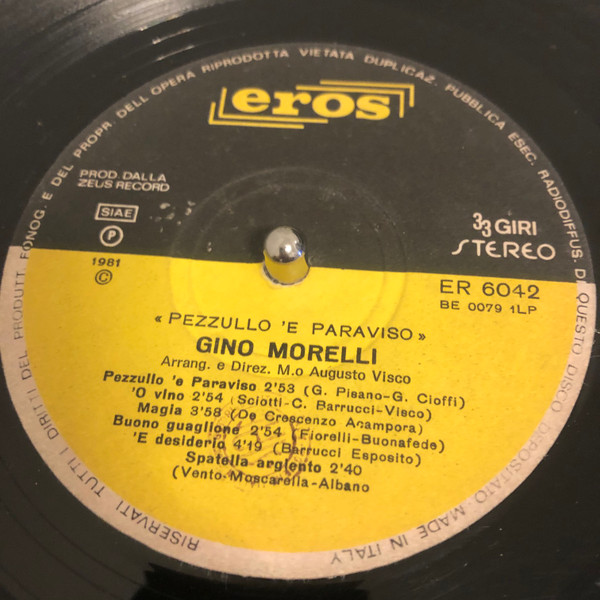 RISERVATI TUTTI I DIRITTI DEL PRODUTT. FONOG. E DEL PROPR. DELL'OPERA RIPRODOTTA VIETATA DUPLICAZ. PUBBLICA ESEC. RADIODIFFUS. DI QUESTO DISCO DEPOSITATO MADE IN ITALY
eros
PROD. DALLA
ZEUS RECORD
SIAE
P
1981
©
33 GIRI
STEREO
ER 6042
BE 0079 1LP
« PEZZULLO 'E PARAVISO »
GINO MORELLI
Arrang. e Direz. M.o Augusto Visco
Pezzullo 'e Paraviso 2'53 (G. Pisano-G. Cioffi)
'O vino 2'54 (Sciotti-C. Barrucci-Visco)
Magia 3'58 (De Crescenzo Acampora)
Buono guaglione 2'54 (Fiorelli-Buonafede)
'E desiderio 4'19 (Barrucci Esposito)
Spatella argiento 2'40
(Vento-Moscarella-Albano